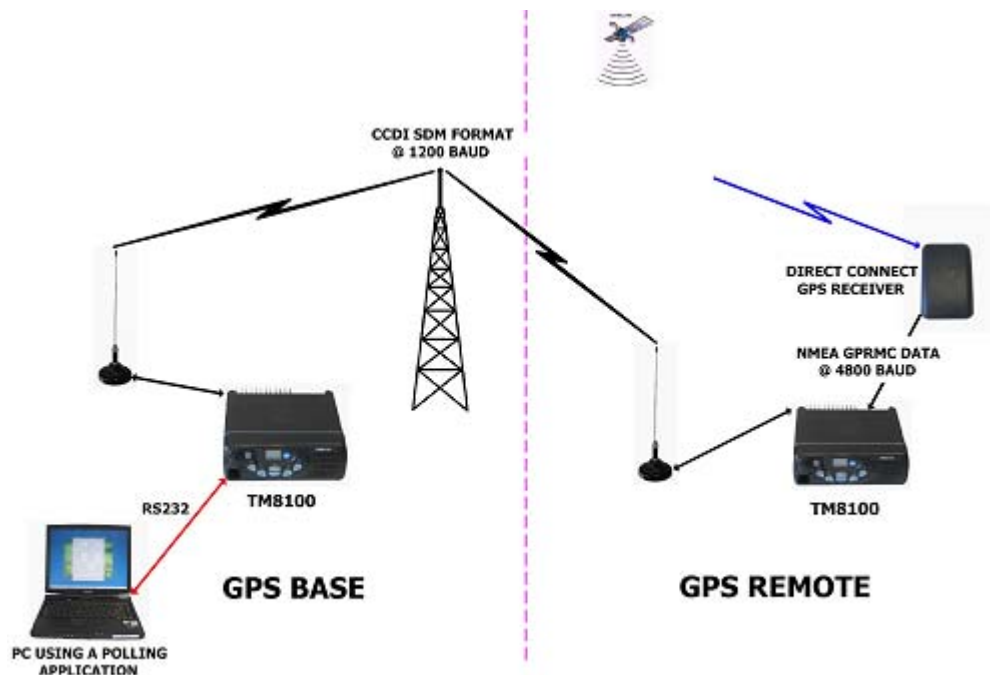 CCDI SDM FORMAT
@ 1200 BAUD
DIRECT CONNECT
GPS RECEIVER
NMEA GPRMC DATA
@ 4800 BAUD
RS232
TM8100
TM8100
GPS BASE
GPS REMOTE
PC USING A POLLING
APPLICATION